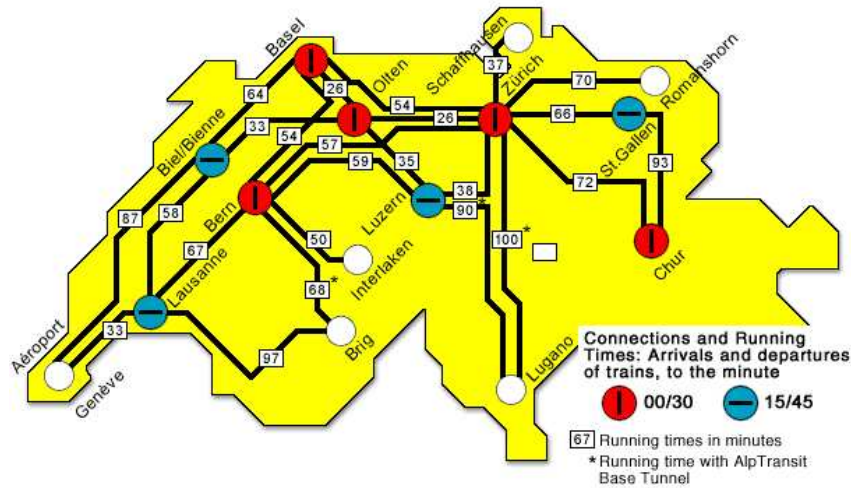 Basel
Olten
Schaffhausen
Zürich
Romanshorn
37
70
64
26
54
Biel/Bienne
33
54
26
66
57
St.Gallen
59
35
93
87
58
Bern
Luzern
38
72
90*
67
50
100*
Chur
Lausanne
Interlaken
68*
Aéroport
33
Brig
97
Genève
Lugano
Connections and Running
Times: Arrivals and departures
of trains, to the minute
00/30
15/45
67 Running times in minutes
* Running time with AlpTransit
Base Tunnel